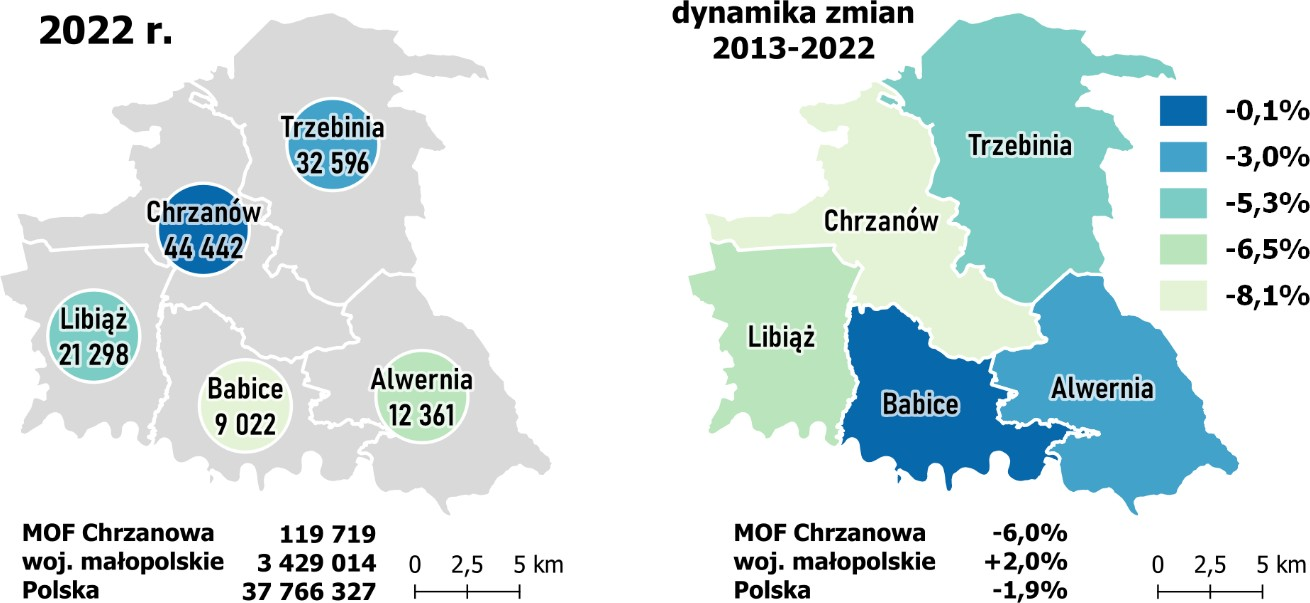 2022 r.
Trzebinia
32 596
Chrzanów
44 442
Libiąż
21 298
Babice
9 022
Alwernia
12 361
MOF Chrzanowa 119 719
woj. małopolskie 3 429 014
Polska 37 766 327
0 2,5 5 km
dynamika zmian
2013-2022
Trzebinia
Chrzanów
Libiąż
Babice
Alwernia
-0,1%
-3,0%
-5,3%
-6,5%
-8,1%
MOF Chrzanowa -6,0%
woj. małopolskie +2,0%
Polska -1,9%
0 2,5 5 km